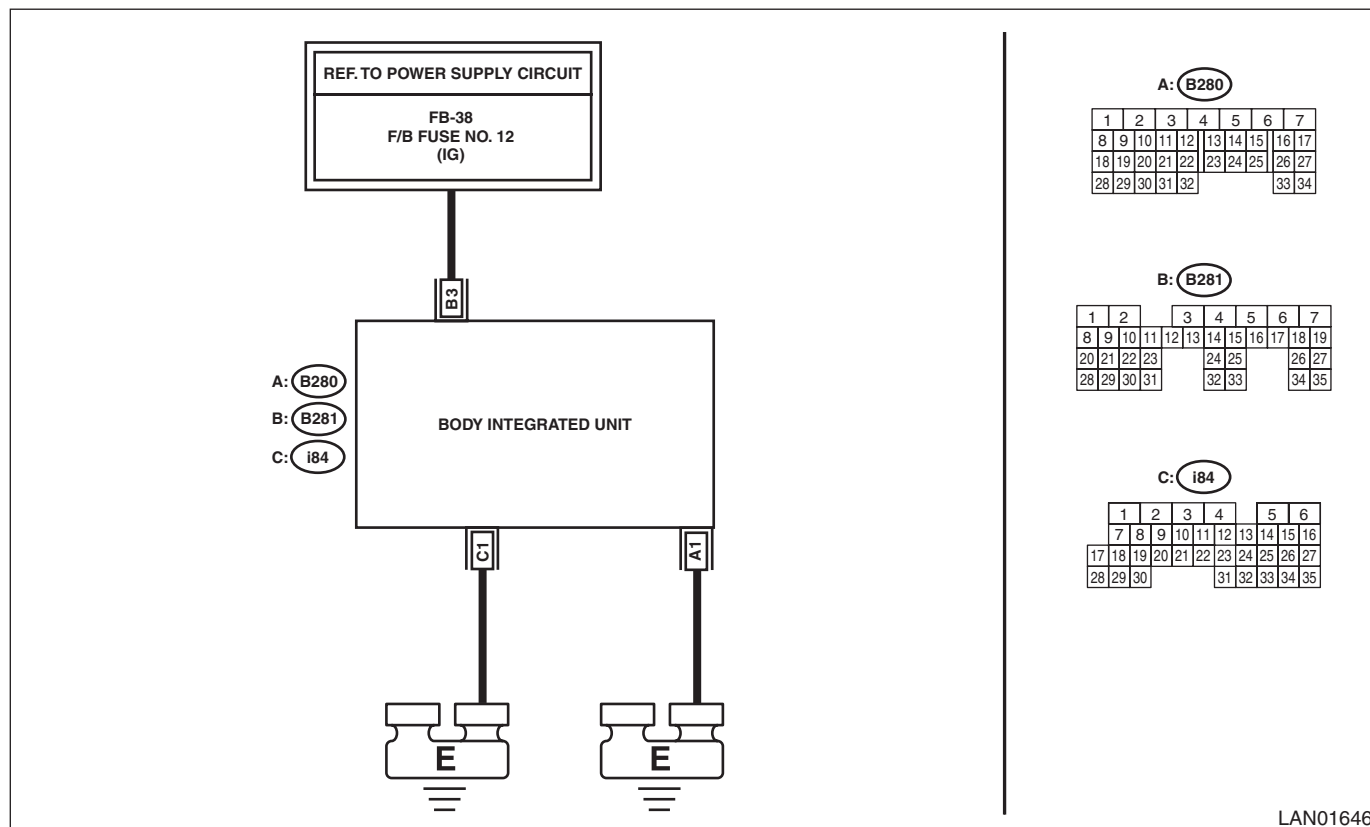 REF. TO POWER SUPPLY CIRCUIT
FB-38
F/B FUSE NO. 12
(IG)
B3
A: B280
B: B281
C: i84
BODY INTEGRATED UNIT
C1
A1
E
E
A: B280
1 2 3 4 5 6 7
8 9 10 11 12 13 14 15 16 17
18 19 20 21 22 23 24 25 26 27
28 29 30 31 32 33 34
B: B281
1 2 3 4 5 6 7
8 9 10 11 12 13 14 15 16 17 18 19
20 21 22 23 24 25 26 27
28 29 30 31 32 33 34 35
C: i84
1 2 3 4 5 6
7 8 9 10 11 12 13 14 15 16
17 18 19 20 21 22 23 24 25 26 27
28 29 30 31 32 33 34 35
LAN01646